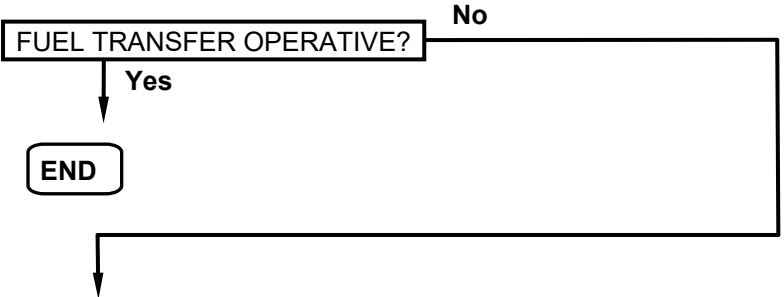 No
FUEL TRANSFER OPERATIVE?
Yes
END